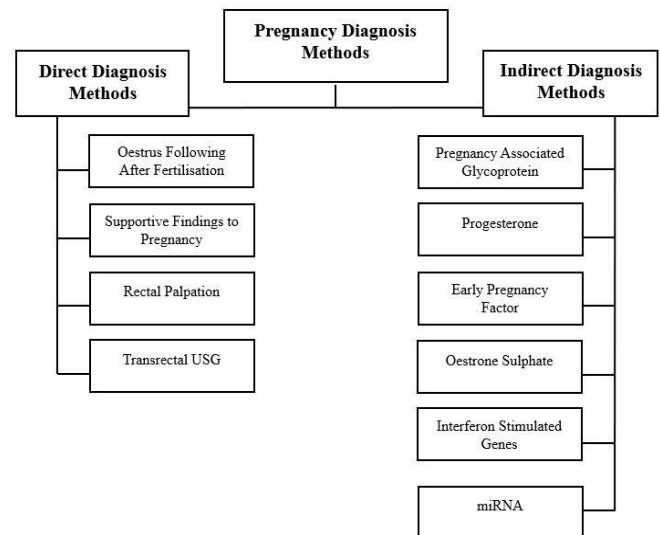 Pregnancy Diagnosis
Methods
Direct Diagnosis
Methods
Oestrus Following
After Fertilisation
Supportive Findings to
Pregnancy
Rectal Palpation
Transrectal USG
Indirect Diagnosis
Methods
Pregnancy Associated
Glycoprotein
Progesterone
Early Pregnancy
Factor
Oestrone Sulphate
Interferon Stimulated
Genes
miRNA